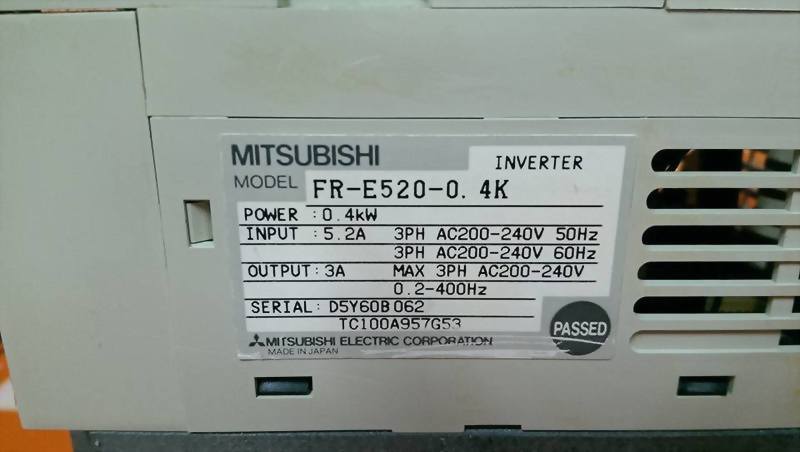 MITSUBISHI
INVERTER
MODEL FR-E520-0.4K
POWER : 0.4kW
INPUT : 5.2A 3PH AC200-240V 50Hz
3PH AC200-240V 60Hz
OUTPUT: 3A MAX 3PH AC200-240V
0.2-400Hz
SERIAL: D5Y60B062
TC100A957G53
PASSED
MITSUBISHI ELECTRIC CORPORATION
MADE IN JAPAN